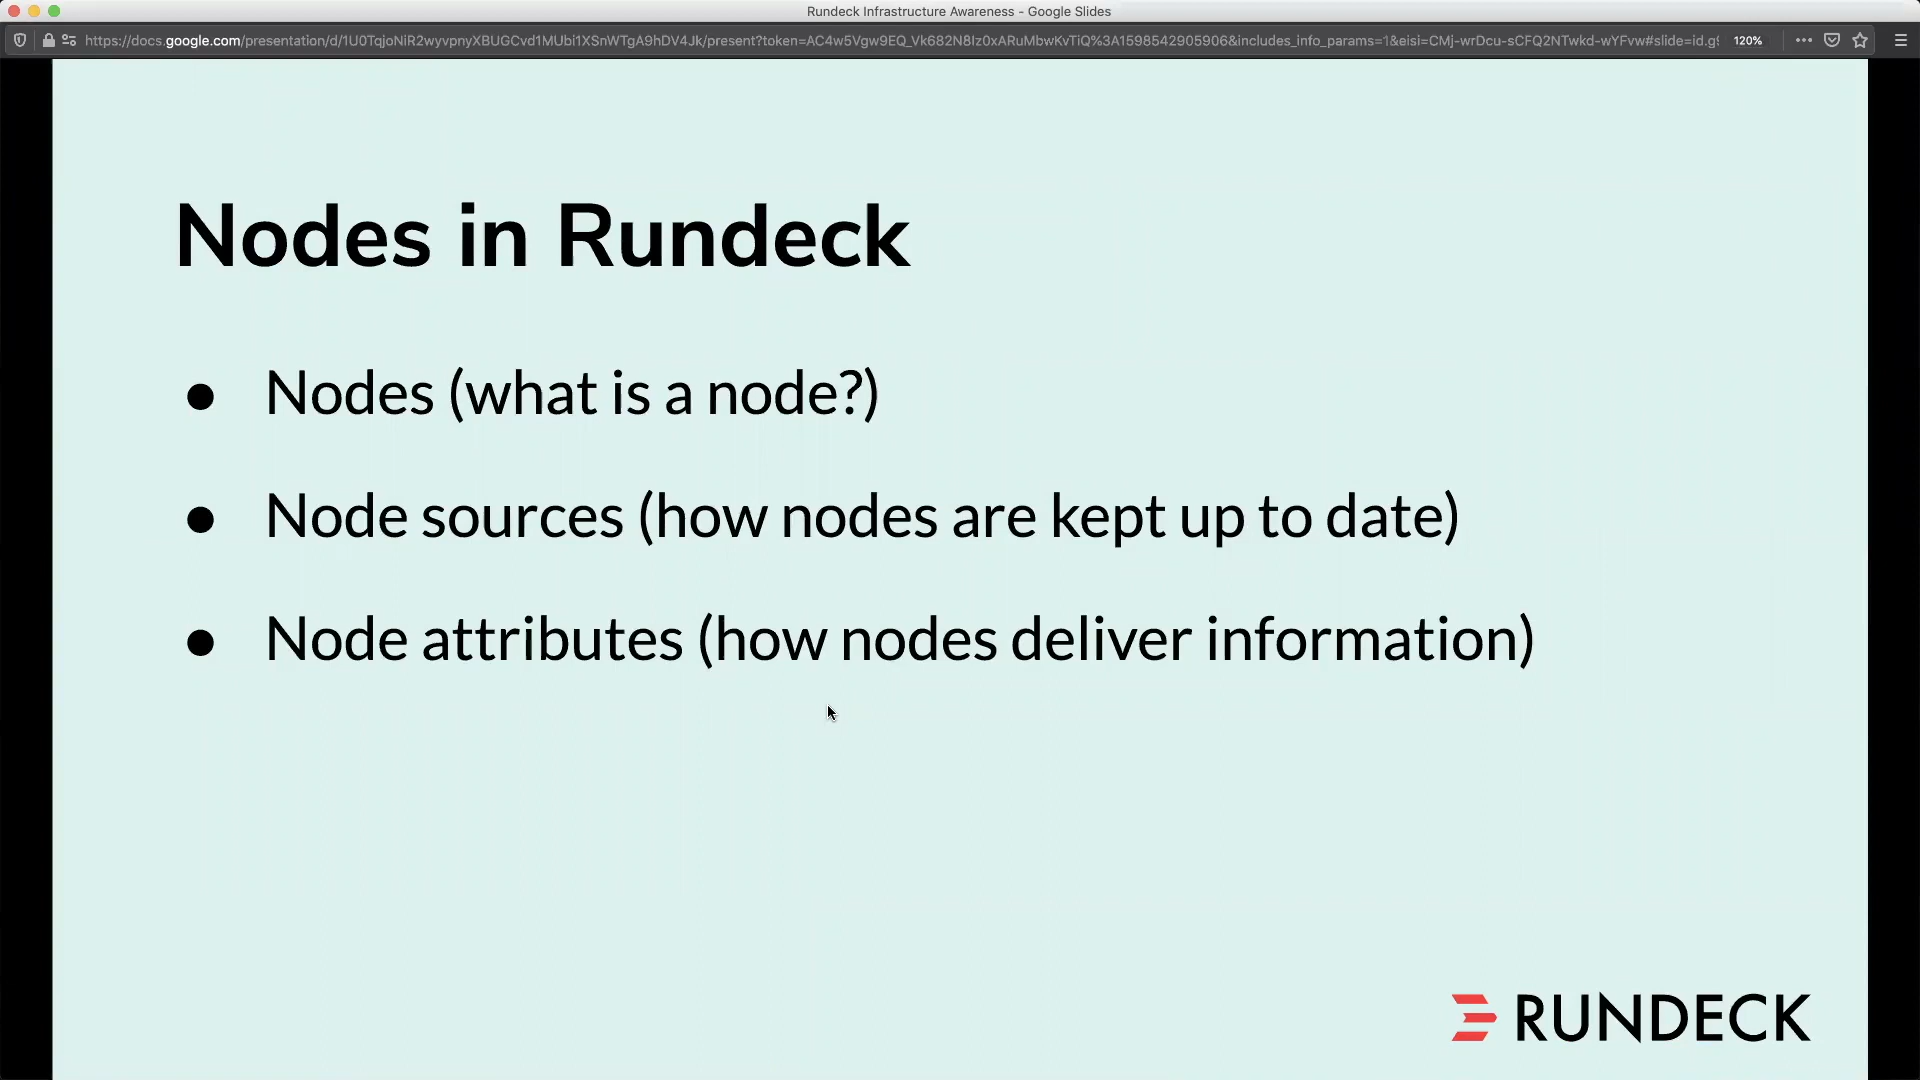 Rundeck Infrastructure Awareness - Google Slides
https://docs.google.com/presentation/d/1U0TqjoNiR2wyvpnyXBUGCvd1MUbi1XSnWTgA9hDV4Jk/present?token=AC4w5Vgw9EQ_Vk682N8Iz0xARuMbwKvTiQ%3A1598542905906&includes_info_params=1&eisi=CMj-wrDcu-sCFQ2NTwkd-wYFvw#slide=id.g9 120%
Nodes in Rundeck
● Nodes (what is a node?)
● Node sources (how nodes are kept up to date)
● Node attributes (how nodes deliver information)
RUNDECK